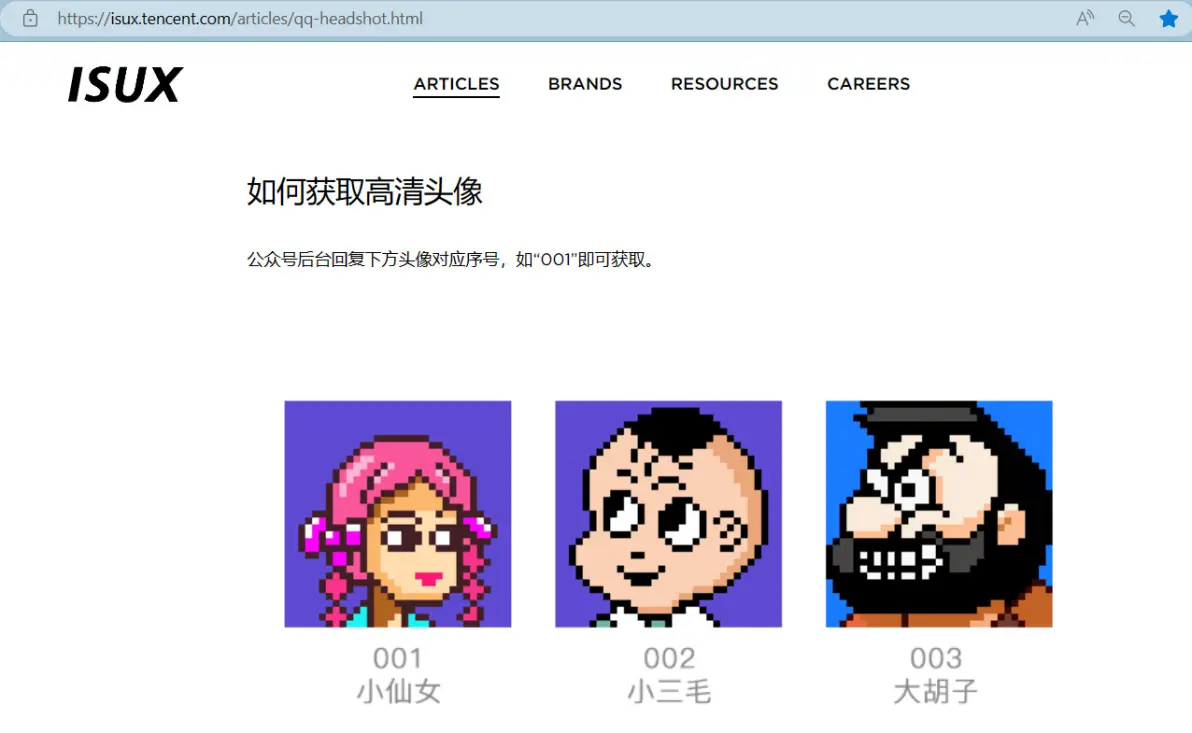 https://isux.tencent.com/articles/qq-headshot.html
ISUX
ARTICLES BRANDS RESOURCES CAREERS
如何获取高清头像
公众号后台回复下方头像对应序号，如“001”即可获取。
001 002 003
小仙女 小三毛 大胡子